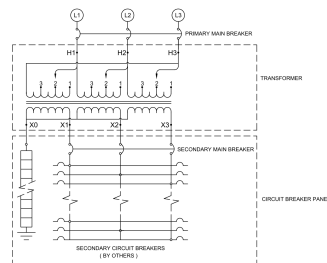 L1 L2 L3
PRIMARY MAIN BREAKER
H1 H2 H3
TRANSFORMER
3 2 1 3 2 1 3 2 1
X0 X1 X2 X3
SECONDARY MAIN BREAKER
CIRCUIT BREAKER PANE
SECONDARY CIRCUIT BREAKERS
( BY OTHERS )